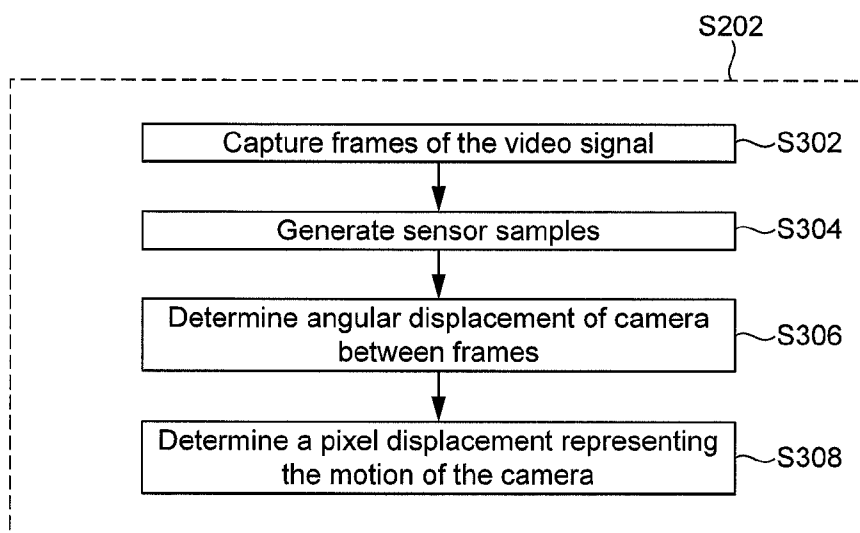 S202
Capture frames of the video signal
S302
Generate sensor samples
S304
Determine angular displacement of camera
between frames
S306
Determine a pixel displacement representing
the motion of the camera
S308